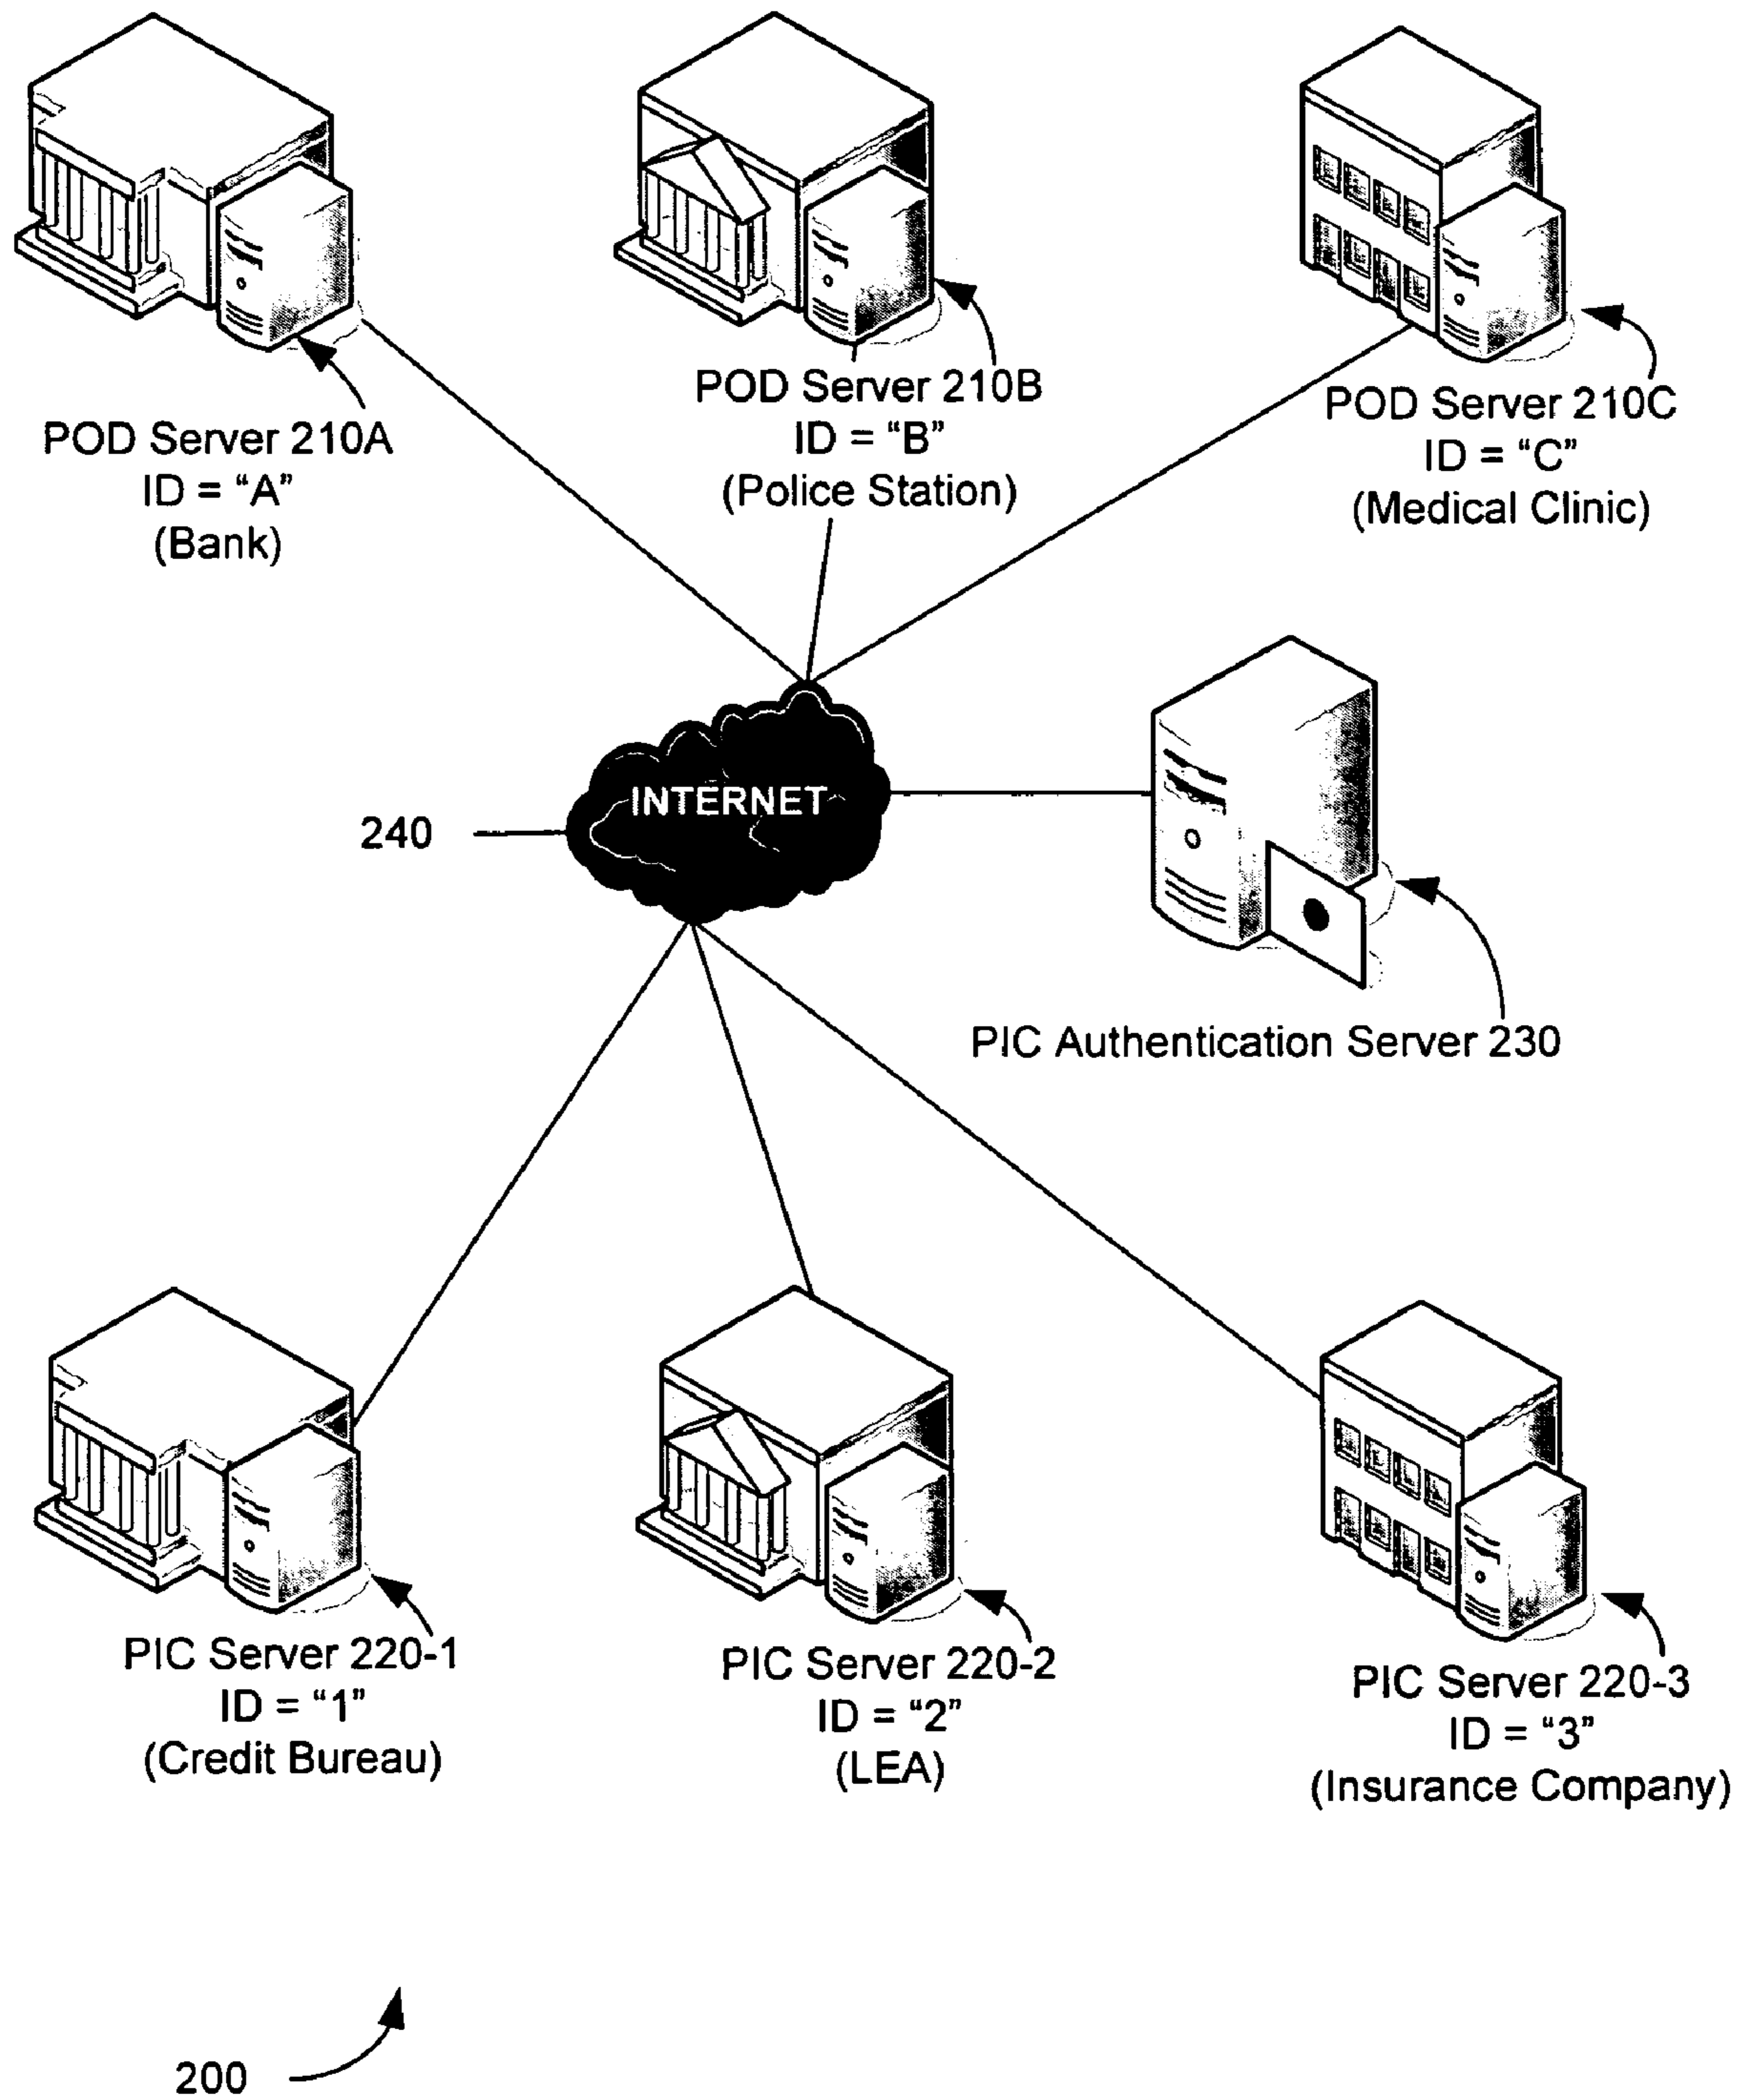 POD Server 210A
ID = “A”
(Bank)
POD Server 210B
ID = “B”
(Police Station)
POD Server 210C
ID = “C”
(Medical Clinic)
INTERNET
240
PIC Authentication Server 230
PIC Server 220-1
ID = “1”
(Credit Bureau)
PIC Server 220-2
ID = “2”
(LEA)
PIC Server 220-3
ID = “3”
(Insurance Company)
200